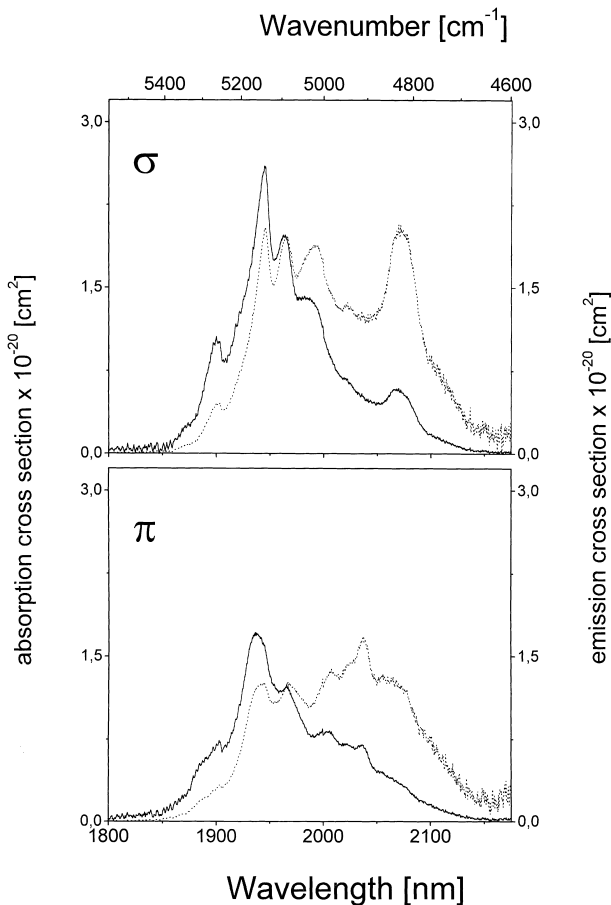 Wavenumber [cm⁻¹]
5400 5200 5000 4800 4600
3,0 3,0
σ
1,5 1,5
0,0 0,0
absorption cross section x 10⁻²⁰ [cm²]
emission cross section x 10⁻²⁰ [cm²]
3,0 3,0
π
1,5 1,5
0,0 0,0
1800 1900 2000 2100
Wavelength [nm]